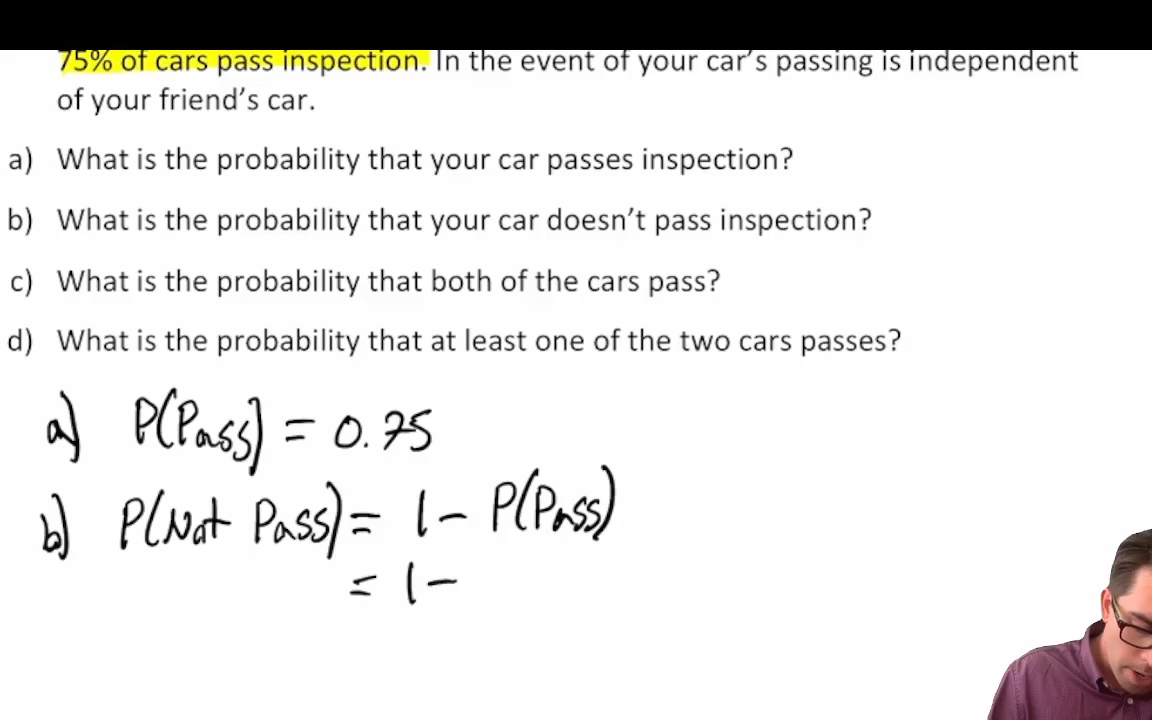 75% of cars pass inspection. In the event of your car's passing is independent
of your friend's car.
a) What is the probability that your car passes inspection?
b) What is the probability that your car doesn't pass inspection?
c) What is the probability that both of the cars pass?
d) What is the probability that at least one of the two cars passes?
a) P(Pass) = 0.75
b) P(Not Pass) = 1 - P(Pass)
= 1 -